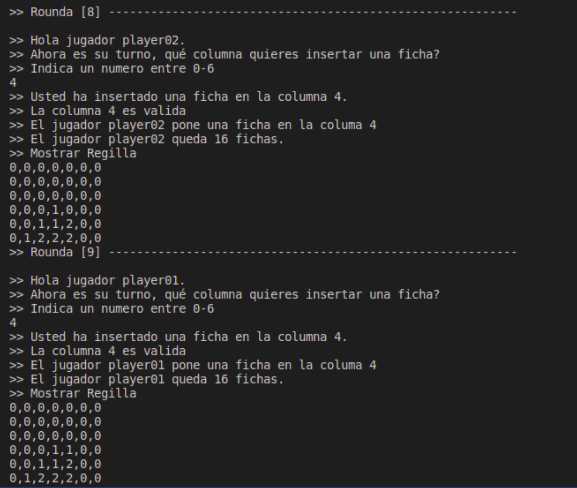 >> Rounda [8] ----------------------------------------------------------
>> Hola jugador player02.
>> Ahora es su turno, qué columna quieres insertar una ficha?
>> Indica un numero entre 0-6
4
>> Usted ha insertado una ficha en la columna 4.
>> La columna 4 es valida
>> El jugador player02 pone una ficha en la columa 4
>> El jugador player02 queda 16 fichas.
>> Mostrar Regilla
0,0,0,0,0,0,0
0,0,0,0,0,0,0
0,0,0,0,0,0,0
0,0,0,1,0,0,0
0,0,1,1,2,0,0
0,1,2,2,2,0,0
>> Rounda [9] ----------------------------------------------------------
>> Hola jugador player01.
>> Ahora es su turno, qué columna quieres insertar una ficha?
>> Indica un numero entre 0-6
4
>> Usted ha insertado una ficha en la columna 4.
>> La columna 4 es valida
>> El jugador player01 pone una ficha en la columa 4
>> El jugador player01 queda 16 fichas.
>> Mostrar Regilla
0,0,0,0,0,0,0
0,0,0,0,0,0,0
0,0,0,0,0,0,0
0,0,0,1,1,0,0
0,0,1,1,2,0,0
0,1,2,2,2,0,0